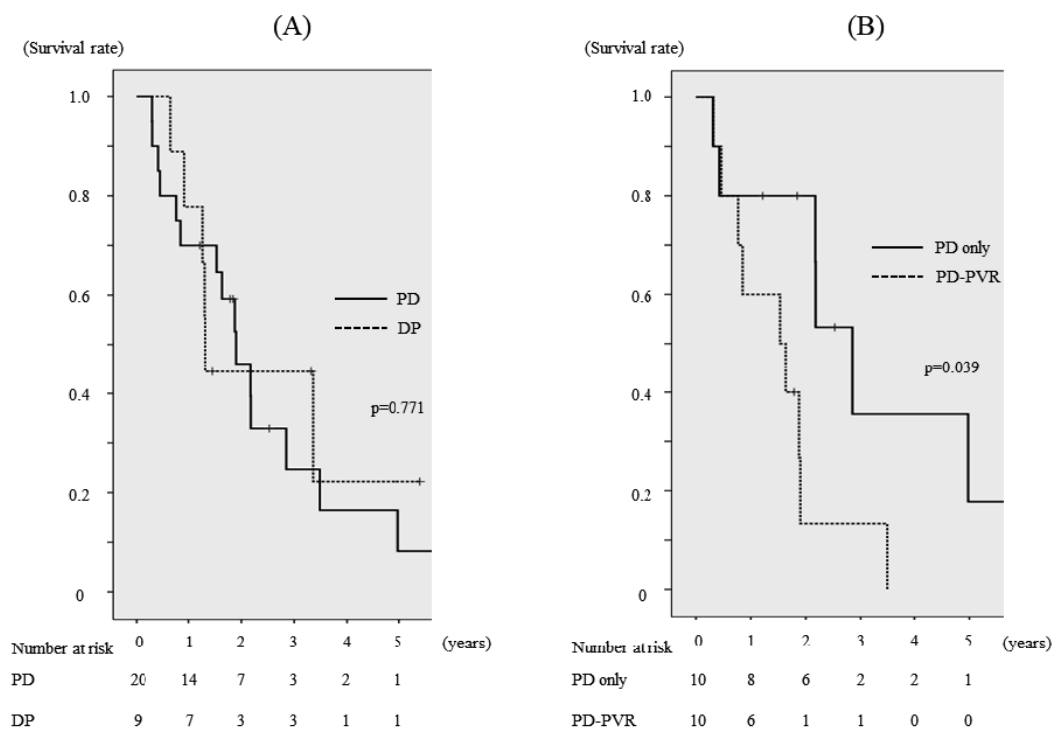 (A)
(Survival rate)
1.0
0.8
0.6
0.4
0.2
0
PD
DP
p=0.771
0 1 2 3 4 5 (years)
Number at risk
PD 20 14 7 3 2 1
DP 9 7 3 3 1 1
(B)
(Survival rate)
1.0
0.8
0.6
0.4
0.2
0
PD only
PD-PVR
p=0.039
0 1 2 3 4 5 (years)
Number at risk
PD only 10 8 6 2 2 1
PD-PVR 10 6 1 1 0 0